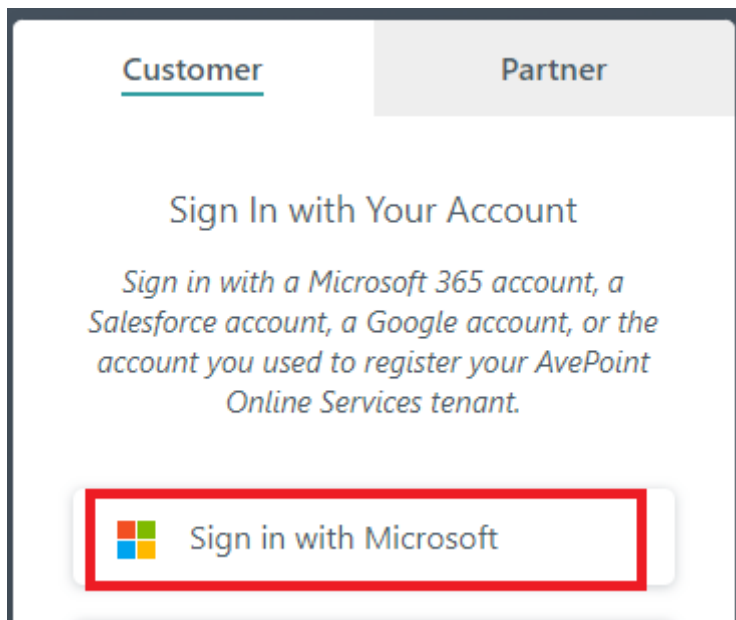 Customer
Partner
Sign In with Your Account
Sign in with a Microsoft 365 account, a
Salesforce account, a Google account, or the
account you used to register your AvePoint
Online Services tenant.
Sign in with Microsoft